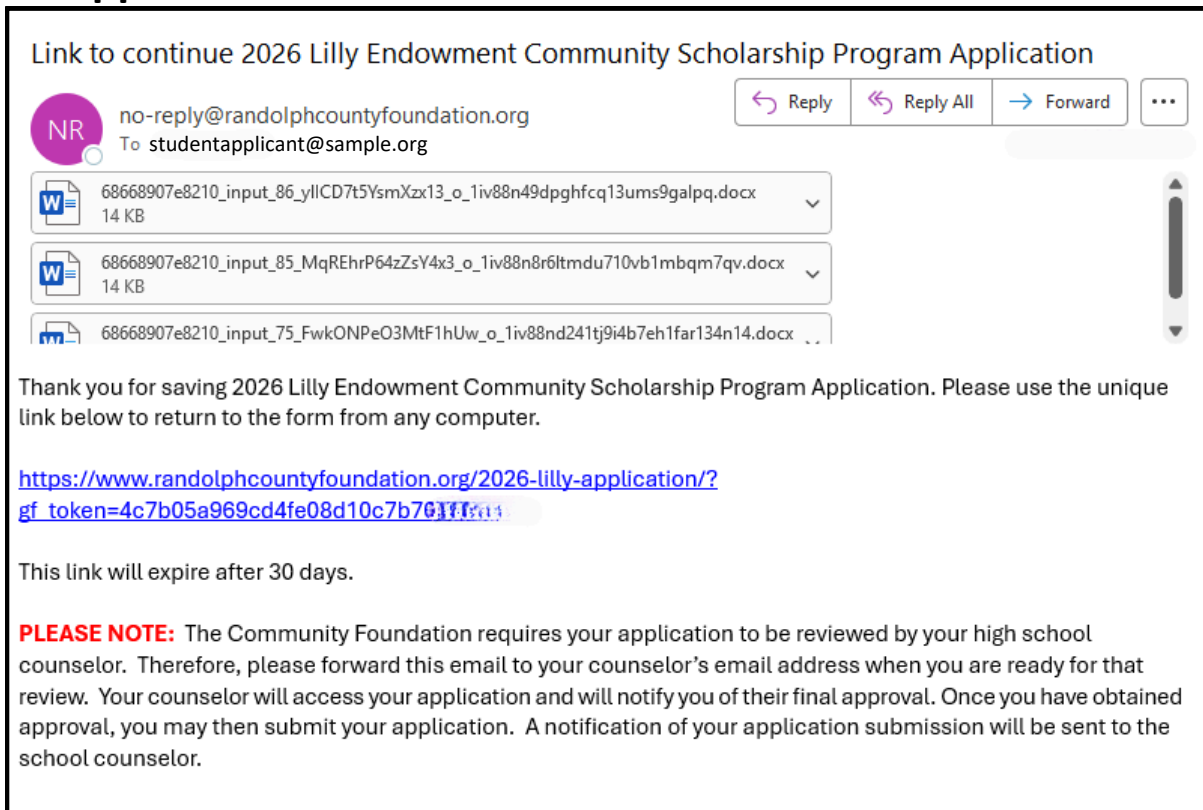 Link to continue 2026 Lilly Endowment Community Scholarship Program Application
NR
no-reply@randolphcountyfoundation.org
To studentapplicant@sample.org
Reply
Reply All
Forward
68668907e8210_input_86_yIICD7t5YsmXzx13_o_1iv88n49dpghfcq13ums9galpq.docx
14 KB
68668907e8210_input_85_MqREhrP64zZsY4x3_o_1iv88n8r6ltmdu710vb1mbqm7qv.docx
14 KB
68668907e8210_input_75_FwkONPeO3MtF1hUw_o_1iv88nd241tj9i4b7eh1far134n14.docx
Thank you for saving 2026 Lilly Endowment Community Scholarship Program Application. Please use the unique
link below to return to the form from any computer.
https://www.randolphcountyfoundation.org/2026-lilly-application/?
gf_token=4c7b05a969cd4fe08d10c7b76
This link will expire after 30 days.
PLEASE NOTE: The Community Foundation requires your application to be reviewed by your high school
counselor. Therefore, please forward this email to your counselor's email address when you are ready for that
review. Your counselor will access your application and will notify you of their final approval. Once you have obtained
approval, you may then submit your application. A notification of your application submission will be sent to the
school counselor.